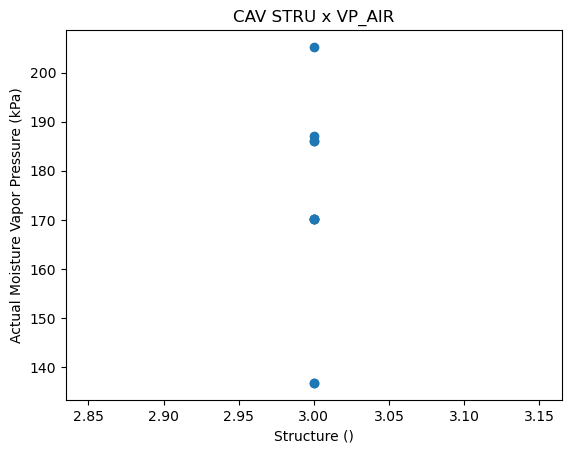 CAV STRU x VP_AIR
Actual Moisture Vapor Pressure (kPa)
200
190
180
170
160
150
140
2.85 2.90 2.95 3.00 3.05 3.10 3.15
Structure ()